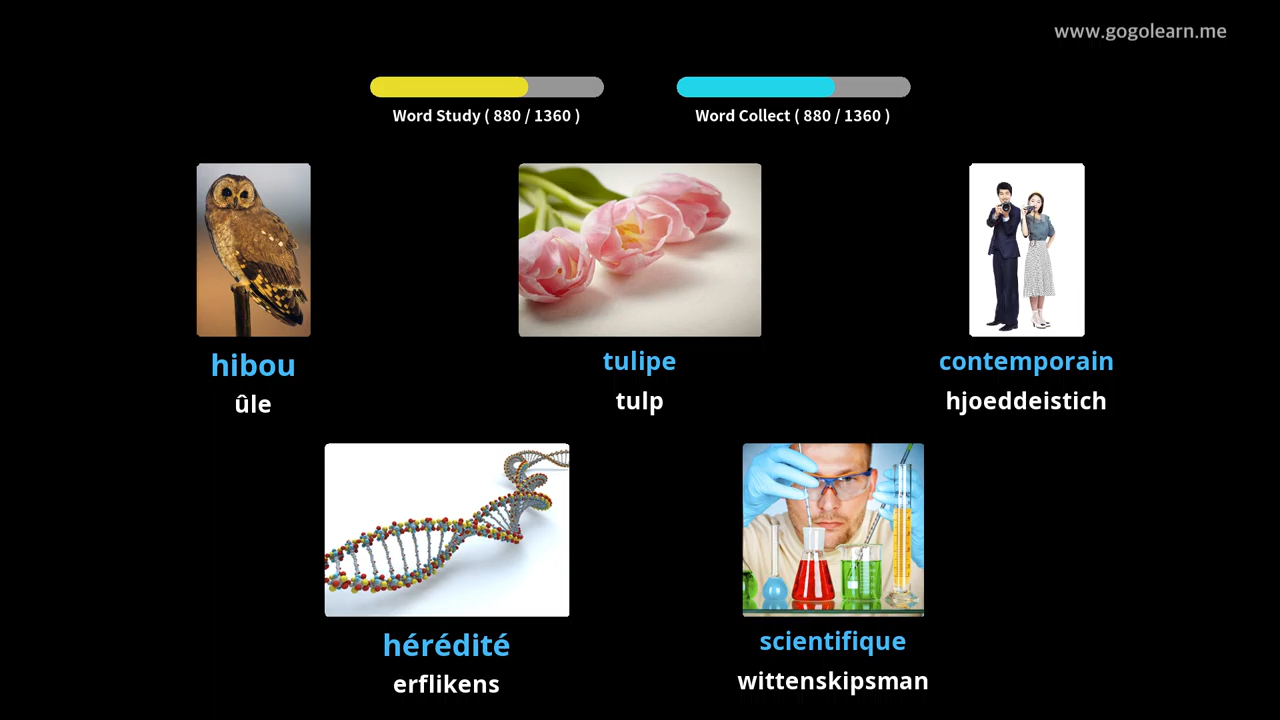 www.gogolearn.me
Word Study ( 880 / 1360 )
Word Collect ( 880 / 1360 )
hibou
ûle
tulipe
tulp
contemporain
hjoeddeistich
hérédité
erflikens
scientifique
wittenskipsman